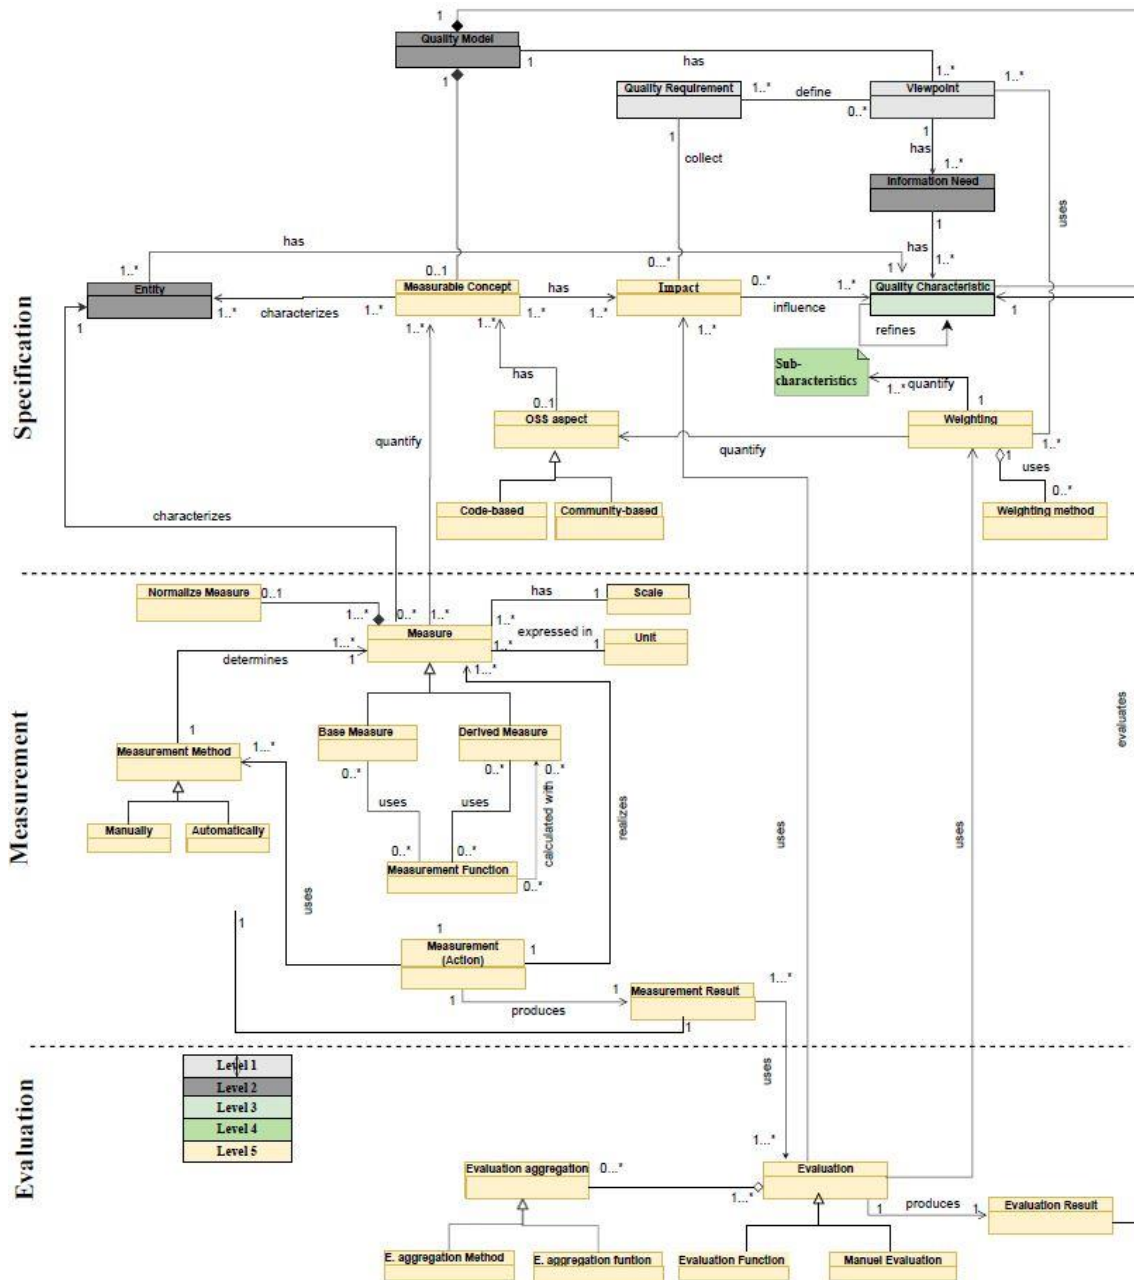 1
Quality Model
1
1
has
1..*
1..*
Quality Requirement
1..*
define
0..*
Viewpoint
1
collect
1
has
1..*
Information Need
uses
has
1
has
1..*
0..1
0...*
1
1..*
Entity
Measurable Concept
has
Impact
0..*
1..*
Quality Characteristic
1
1..*
characterizes
1..*
1..*
1..*
1..*
1..*
1..*
influence
1
refines
Sub-
characteristics
1..*
quantify
has
0..1
1
OSS aspect
Weighting
quantify
quantify
1
1..*
uses
0..*
Code-based
Community-based
Weighting method
characterizes
Specification
Normalize Measure
0..1
1...*
0..*
1..*
has
1
Scale
1..*
Measure
expressed in
1..*
1
Unit
1...*
determines
1
1...*
Base Measure
Derived Measure
1
Measurement Method
1...*
0..*
0..*
0..*
uses
uses
calculated with
realizes
uses
uses
evaluates
Manually
Automatically
0..*
0..*
Measurement Function
0..*
uses
1
1
Measurement
(Action)
1
1
produces
1
Measurement Result
1...*
1
Measurement
uses
Level 1
Level 2
Level 3
Level 4
Level 5
1...*
Evaluation aggregation
0...*
1...*
Evaluation
1
produces
1
Evaluation Result
E. aggregation Method
E. aggregation funtion
Evaluation Function
Manuel Evaluation
Evaluation